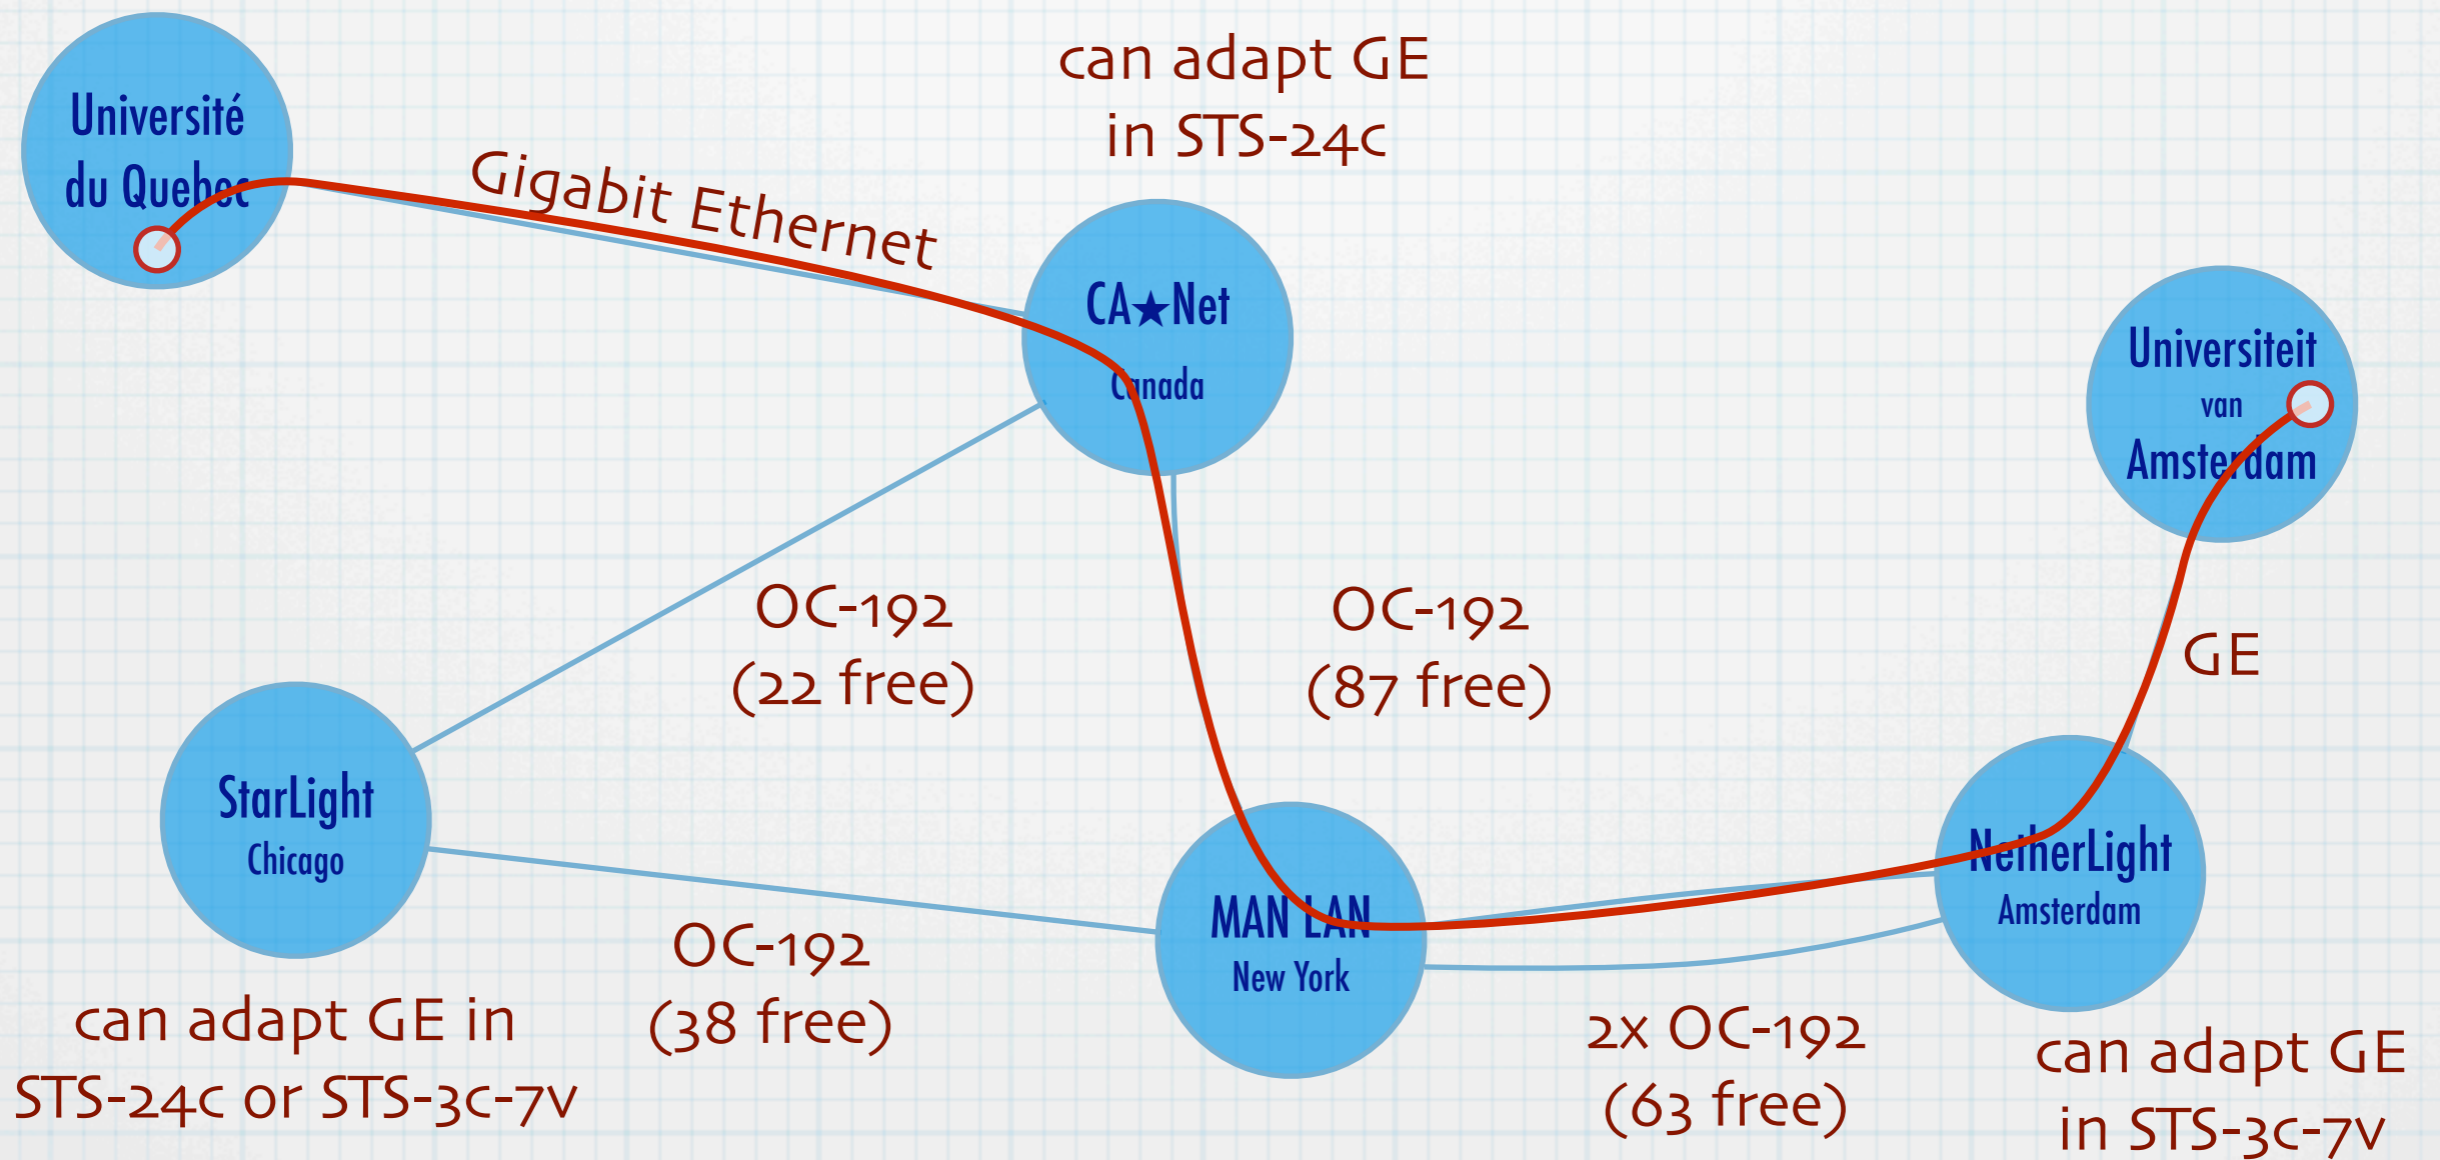 Université
du Quebec
Gigabit Ethernet
can adapt GE
in STS-24c
CA★Net
Canada
Universiteit
van
Amsterdam
OC-192
(22 free)
OC-192
(87 free)
GE
StarLight
Chicago
can adapt GE in
STS-24c or STS-3c-7v
OC-192
(38 free)
MAN LAN
New York
2x OC-192
(63 free)
NetherLight
Amsterdam
can adapt GE
in STS-3c-7v